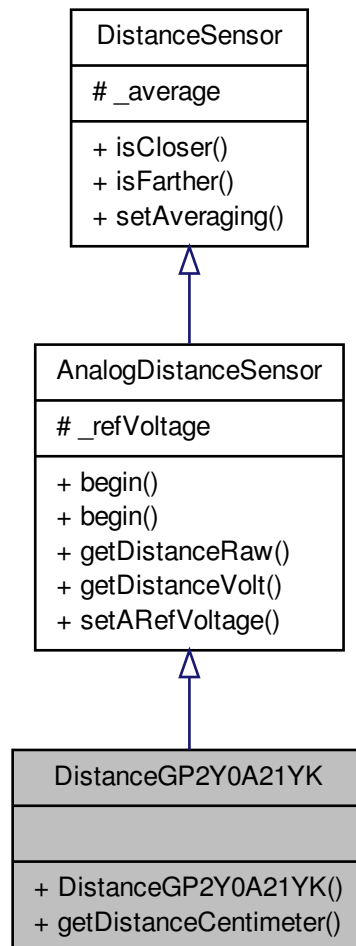 DistanceSensor
# _average
+ isCloser()
+ isFarther()
+ setAveraging()
AnalogDistanceSensor
# _refVoltage
+ begin()
+ begin()
+ getDistanceRaw()
+ getDistanceVolt()
+ setARefVoltage()
DistanceGP2Y0A21YK
+ DistanceGP2Y0A21YK()
+ getDistanceCentimeter()